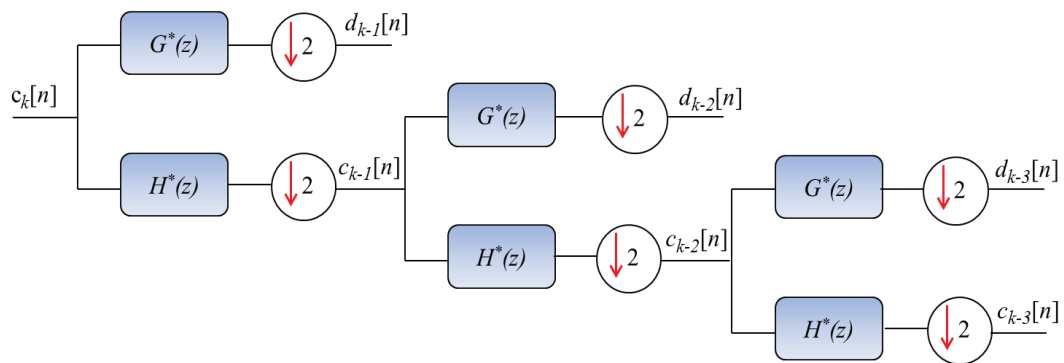 G*(z)
2
d_{k-1}[n]
c_k[n]
H*(z)
2
c_{k-1}[n]
G*(z)
2
d_{k-2}[n]
H*(z)
2
c_{k-2}[n]
G*(z)
2
d_{k-3}[n]
H*(z)
2
c_{k-3}[n]